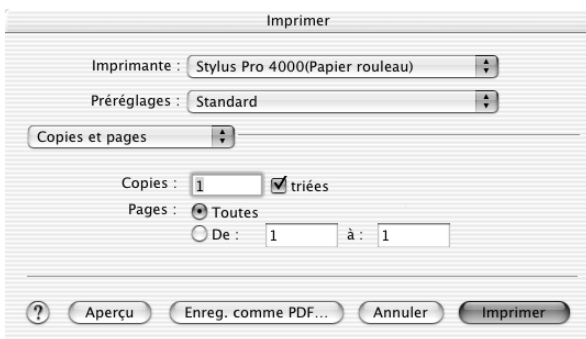 Imprimer
Imprimante : Stylus Pro 4000(Papier rouleau)
Préréglages : Standard
Copies et pages
Copies : 1 triées
Pages : Toutes
De : 1 à : 1
? Aperçu Enreg. comme PDF... Annuler Imprimer